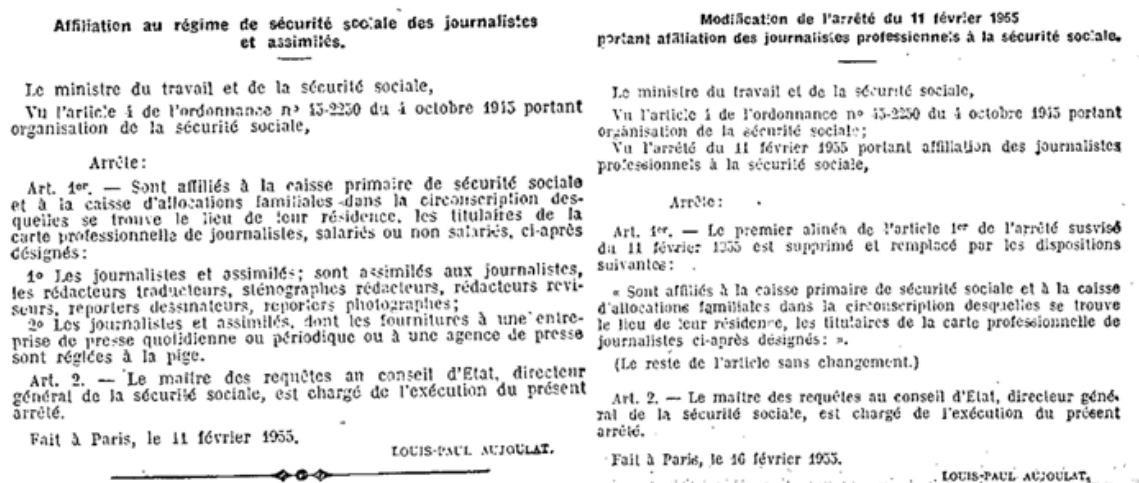 Affiliation au régime de sécurité sociale des journalistes
et assimilés.
Le ministre du travail et de la sécurité sociale,
Vu l'article 4 de l'ordonnance n° 45-2250 du 4 octobre 1945 portant
organisation de la sécurité sociale,
Arrête:
Art. 1er. — Sont affiliés à la caisse primaire de sécurité sociale
et à la caisse d'allocations familiales dans la circonscription des-
quelles se trouve le lieu de leur résidence, les titulaires de la
carte professionnelle de journalistes, salariés ou non salariés, ci-après
désignés:
1° Les journalistes et assimilés; sont assimilés aux journalistes,
les rédacteurs traducteurs, sténographes rédacteurs, rédacteurs revi-
seurs, reporters dessinateurs, reporters photographes;
2° Les journalistes et assimilés, dont les fournitures à une entre-
prise de presse quotidienne ou périodique ou à une agence de presse
sont réglées à la pige.
Art. 2. — Le maître des requêtes au conseil d'Etat, directeur
général de la sécurité sociale, est chargé de l'exécution du présent
arrêté.
Fait à Paris, le 11 février 1955.
LOUIS-PAUL AUJOULAT.
Modification de l'arrêté du 11 février 1955
portant affiliation des journalistes professionnels à la sécurité sociale.
Le ministre du travail et de la sécurité sociale,
Vu l'article 4 de l'ordonnance n° 45-2250 du 4 octobre 1945 portant
organisation de la sécurité sociale;
Vu l'arrêté du 11 février 1955 portant affiliation des journalistes
professionnels à la sécurité sociale,
Arrête:
Art. 1er. — Le premier alinéa de l'article 1er de l'arrêté susvisé
du 11 février 1955 est supprimé et remplacé par les dispositions
suivantes:
« Sont affiliés à la caisse primaire de sécurité sociale et à la caisse
d'allocations familiales dans la circonscription desquelles se trouve
le lieu de leur résidence, les titulaires de la carte professionnelle de
journalistes ci-après désignés: ».
(Le reste de l'article sans changement.)
Art. 2. — Le maître des requêtes au conseil d'Etat, directeur géné-
ral de la sécurité sociale, est chargé de l'exécution du présent
arrêté.
Fait à Paris, le 16 février 1955.
LOUIS-PAUL AUJOULAT.